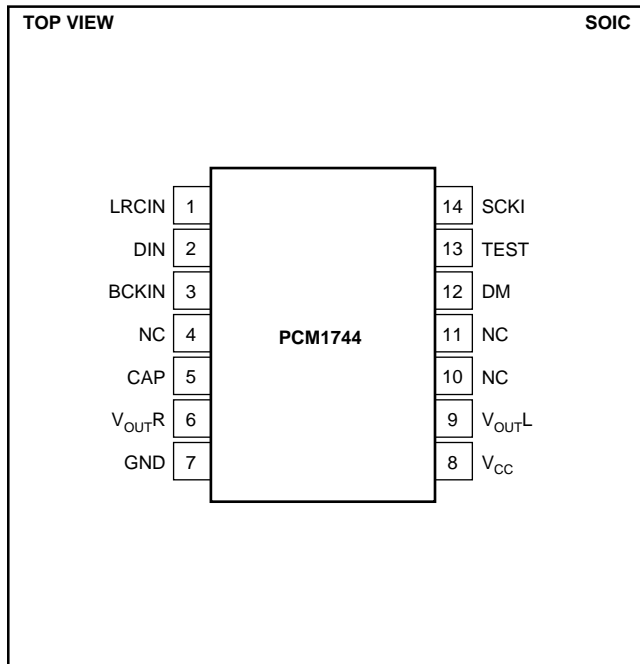 TOP VIEW SOIC
LRCIN 1 14 SCKI
DIN 2 13 TEST
BCKIN 3 12 DM
NC 4 PCM1744 11 NC
CAP 5 10 NC
VOUTR 6 9 VOUTL
GND 7 8 VCC